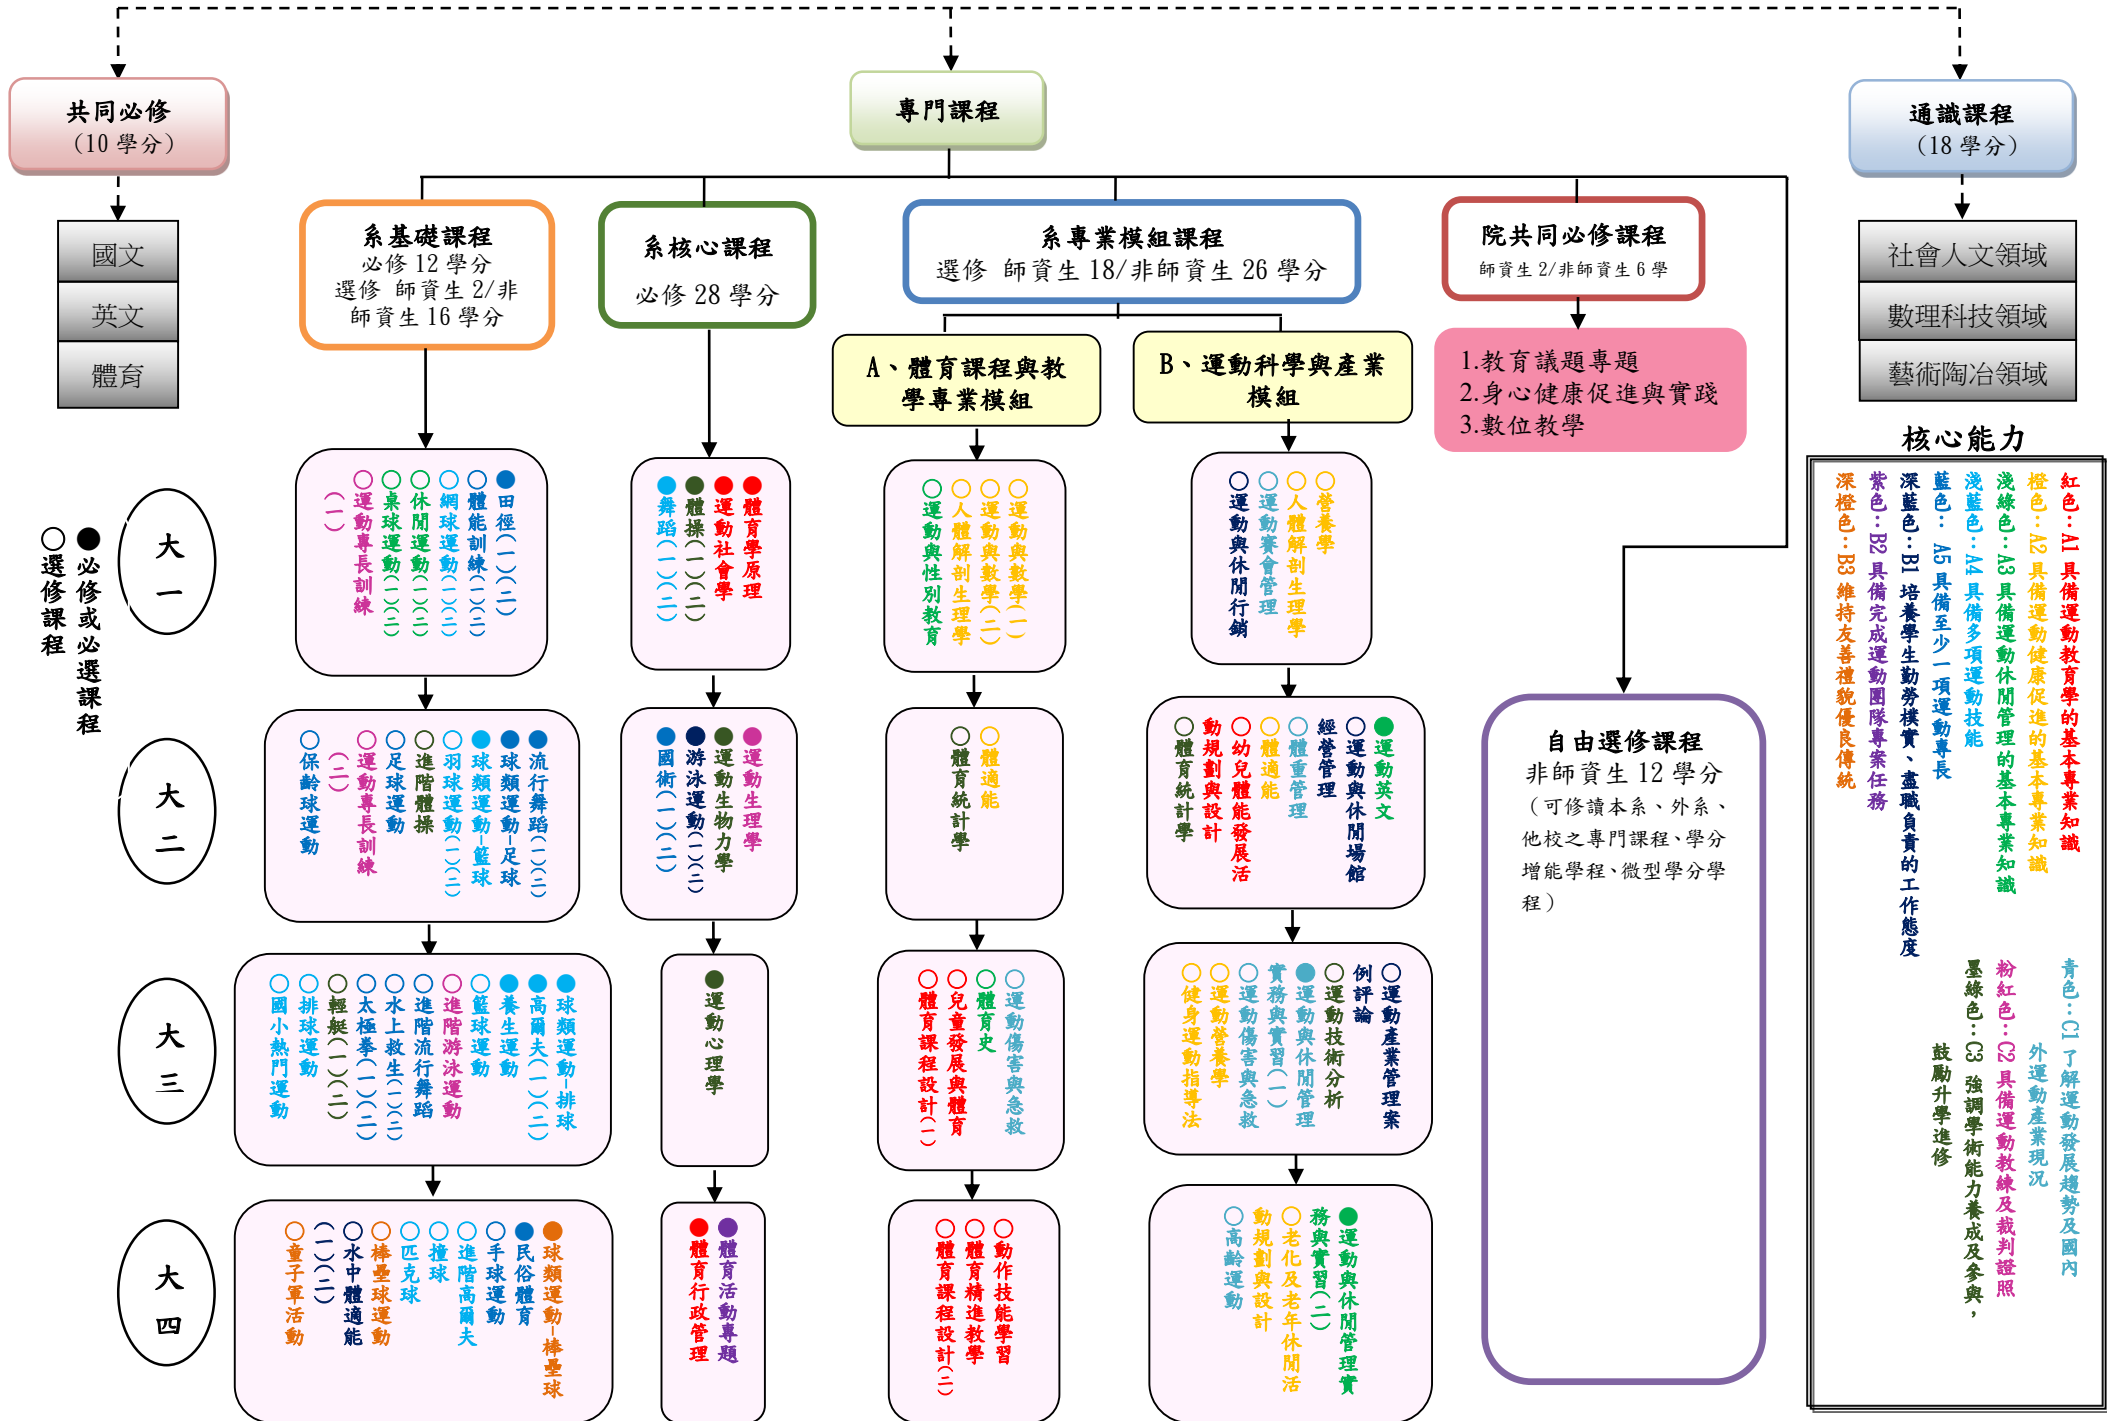 共同必修
(10 學分)
國文
英文
體育
專門課程
通識課程
(18 學分)
社會人文領域
數理科技領域
藝術陶冶領域
系基礎課程
必修 12 學分
選修 師資生 2/非
師資生 16 學分
系核心課程
必修 28 學分
系專業模組課程
選修 師資生 18/非師資生 26 學分
院共同必修課程
師資生 2/非師資生 6 學
A、體育課程與教
學專業模組
B、運動科學與產業
模組
1.教育議題專題
2.身心健康促進與實踐
3.數位教學
●必修或必選課程
○選修課程
大一
●田徑(一)(二)
○體能訓練(一)(二)
○網球運動(一)(二)
○休閒運動(一)(二)
○桌球運動(一)(二)
○運動專長訓練
(一)
●體育學原理
●運動社會學
●體操(一)(二)
●舞蹈(一)(二)
○運動與數學(一)
○運動與數學(二)
○人體解剖生理學
○運動與性別教育
○營養學
○人體解剖生理學
○運動賽會管理
○運動與休閒行銷
大二
●流行舞蹈(一)(二)
●球類運動-足球
●球類運動-籃球
○羽球運動(一)(二)
○進階體操
○足球運動
○運動專長訓練
(二)
○保齡球運動
●運動生理學
●運動生物力學
●游泳運動(一)(二)
●國術(一)(二)
○體適能
○體育統計學
●運動英文
○運動與休閒場館
經營管理
○體重管理
○體適能
○幼兒體能發展活
動規劃與設計
○體育統計學
大三
●球類運動-排球
●高爾夫(一)(二)
●養生運動
○籃球運動
○進階游泳運動
○進階流行舞蹈
○水上救生(一)(二)
○太極拳(一)(二)
○輕艇(一)(二)
○排球運動
○國小熱門運動
●運動心理學
○運動傷害與急救
○體育史
○兒童發展與體育
○體育課程設計(一)
○運動產業管理案
例評論
○運動技術分析
●運動與休閒管理
實務與實習(一)
○運動傷害與急救
○運動營養學
○健身運動指導法
大四
●球類運動-棒壘球
●民俗體育
○手球運動
○進階高爾夫
○撞球
○匹克球
○棒壘球運動
○水中體適能
(一)(二)
○童子軍活動
●體育活動專題
●體育行政管理
○動作技能學習
○體育精進教學
○體育課程設計(二)
●運動與休閒管理實
務與實習(二)
○老化及老年休閒活
動規劃與設計
○高齡運動
自由選修課程
非師資生 12 學分
(可修讀本系、外系、
他校之專門課程、學分
增能學程、微型學分學
程)
核心能力
紅色：A1 具備運動教育學的基本專業知識
橙色：A2 具備運動健康促進的基本專業知識
淺綠色：A3 具備運動休閒管理的基本專業知識
淺藍色：A4 具備多項運動技能
藍色： A5 具備至少一項運動專長
深藍色：B1 培養學生勤勞樸實、盡職負責的工作態度
紫色：B2 具備完成運動團隊專案任務
深橙色：B3 維持友善禮貌優良傳統
青色：C1 了解運動發展趨勢及國內
外運動產業現況
粉紅色：C2 具備運動教練及裁判證照
墨綠色：C3 強調學術能力養成及參與，
鼓勵升學進修